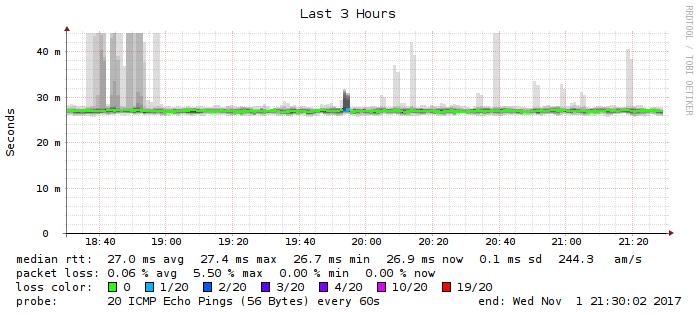 Last 3 Hours
RRDTOOL / TOBI OETIKER
Seconds
40 m
30 m
20 m
10 m
0
18:40 19:00 19:20 19:40 20:00 20:20 20:40 21:00 21:20
median rtt: 27.0 ms avg 27.4 ms max 26.7 ms min 26.9 ms now 0.1 ms sd 244.3 am/s
packet loss: 0.06 % avg 5.50 % max 0.00 % min 0.00 % now
loss color: 0 1/20 2/20 3/20 4/20 10/20 19/20
probe: 20 ICMP Echo Pings (56 Bytes) every 60s end: Wed Nov 1 21:30:02 2017